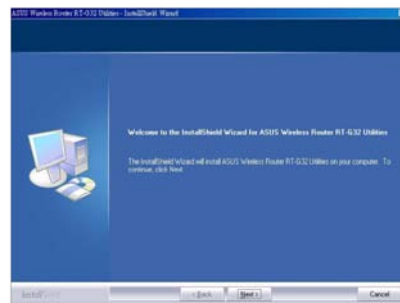 ASUS Wireless Router RT-G32 Utilities - InstallShield Wizard
Welcome to the InstallShield Wizard for ASUS Wireless Router RT-G32 Utilities
The InstallShield Wizard will install ASUS Wireless Router RT-G32 Utilities on your computer. To
continue, click Next
InstallShield
< Back
Next >
Cancel